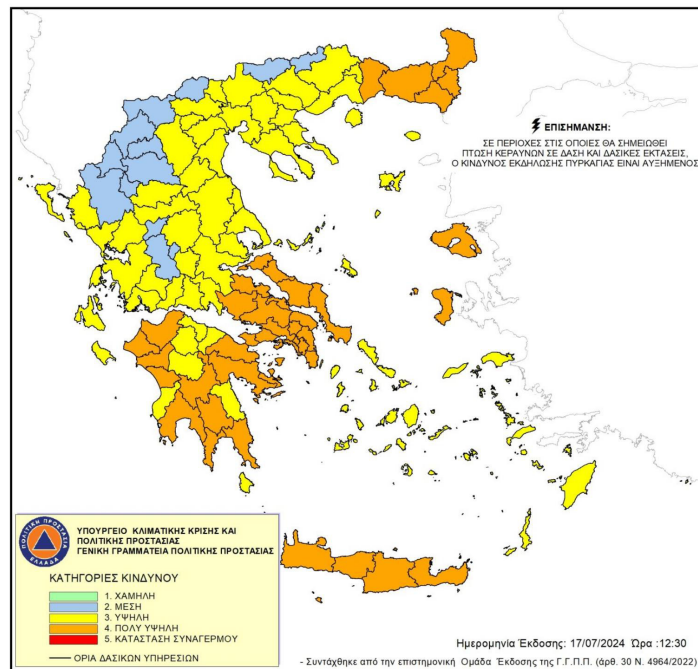 ΕΠΙΣΗΜΑΝΣΗ:
ΣΕ ΠΕΡΙΟΧΕΣ ΣΤΙΣ ΟΠΟΙΕΣ ΘΑ ΣΗΜΕΙΩΘΕΙ
ΠΤΩΣΗ ΚΕΡΑΥΝΩΝ ΣΕ ΔΑΣΗ ΚΑΙ ΔΑΣΙΚΕΣ ΕΚΤΑΣΕΙΣ,
Ο ΚΙΝΔΥΝΟΣ ΕΚΔΗΛΩΣΗΣ ΠΥΡΚΑΓΙΑΣ ΕΙΝΑΙ ΑΥΞΗΜΕΝΟΣ
ΠΟΛΙΤΙΚΗ ΠΡΟΣΤΑΣΙΑ
ΕΛΛΑΔΑ
ΥΠΟΥΡΓΕΙΟ ΚΛΙΜΑΤΙΚΗΣ ΚΡΙΣΗΣ ΚΑΙ
ΠΟΛΙΤΙΚΗΣ ΠΡΟΣΤΑΣΙΑΣ
ΓΕΝΙΚΗ ΓΡΑΜΜΑΤΕΙΑ ΠΟΛΙΤΙΚΗΣ ΠΡΟΣΤΑΣΙΑΣ
ΚΑΤΗΓΟΡΙΕΣ ΚΙΝΔΥΝΟΥ
1. ΧΑΜΗΛΗ
2. ΜΕΣΗ
3. ΥΨΗΛΗ
4. ΠΟΛΥ ΥΨΗΛΗ
5. ΚΑΤΑΣΤΑΣΗ ΣΥΝΑΓΕΡΜΟΥ
ΟΡΙΑ ΔΑΣΙΚΩΝ ΥΠΗΡΕΣΙΩΝ
Ημερομηνία Έκδοσης: 17/07/2024 Ώρα :12:30
- Συντάχθηκε από την επιστημονική Ομάδα Έκδοσης της Γ.Γ.Π.Π. (άρθ. 30 Ν. 4964/2022).